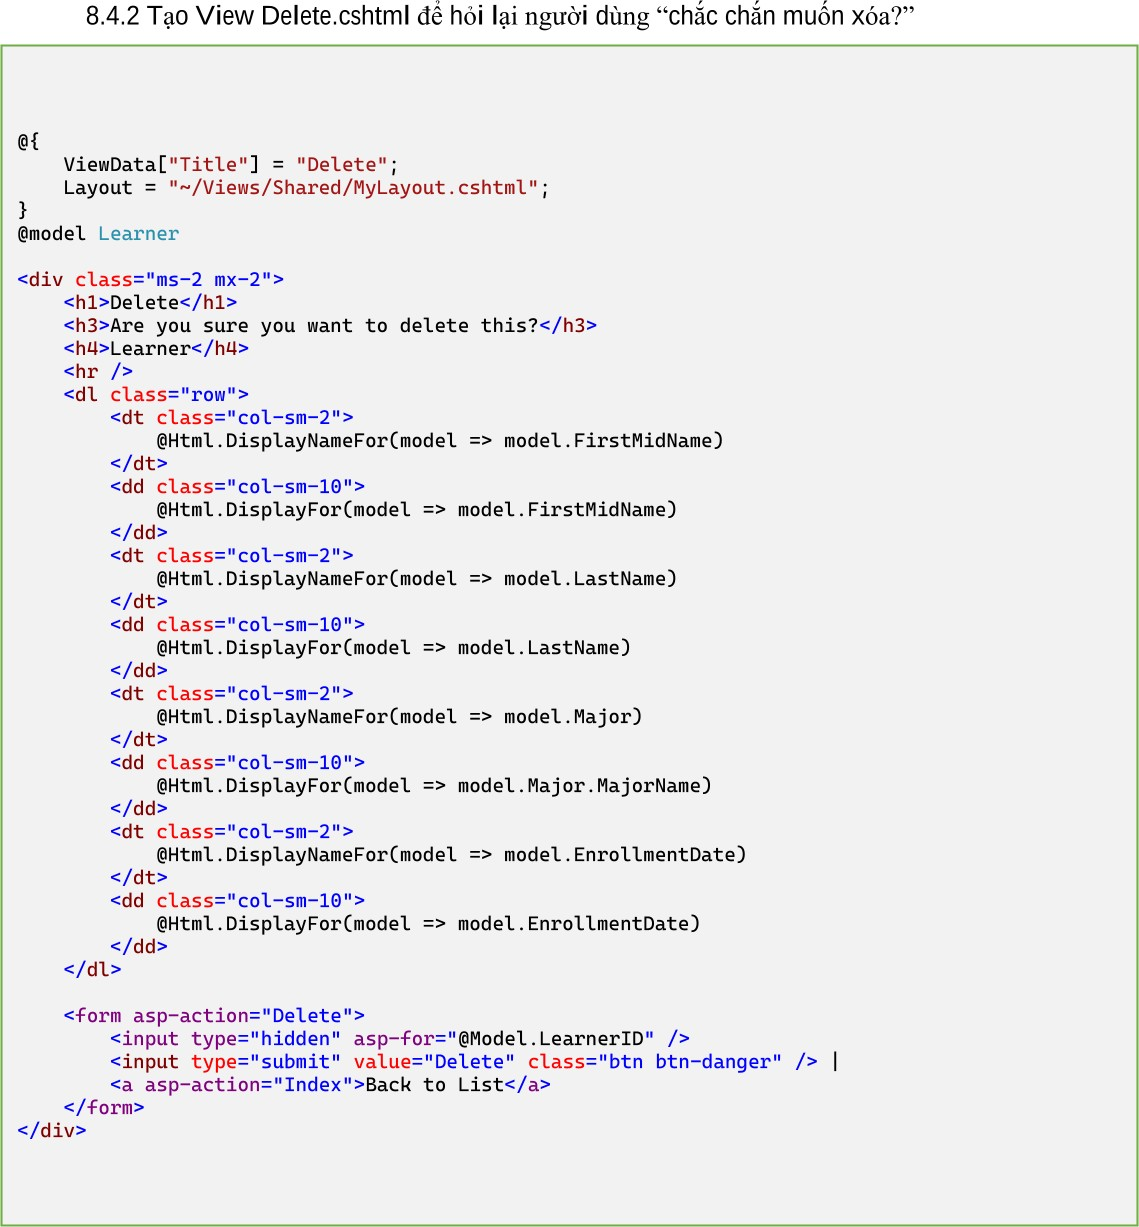 8.4.2 Tạo View Delete.cshtml để hỏi lại người dùng “chắc chắn muốn xóa?”
@{
    ViewData["Title"] = "Delete";
    Layout = "~/Views/Shared/MyLayout.cshtml";
}
@model Learner
<div class="ms-2 mx-2">
    <h1>Delete</h1>
    <h3>Are you sure you want to delete this?</h3>
    <h4>Learner</h4>
    <hr />
    <dl class="row">
        <dt class="col-sm-2">
            @Html.DisplayNameFor(model => model.FirstMidName)
        </dt>
        <dd class="col-sm-10">
            @Html.DisplayFor(model => model.FirstMidName)
        </dd>
        <dt class="col-sm-2">
            @Html.DisplayNameFor(model => model.LastName)
        </dt>
        <dd class="col-sm-10">
            @Html.DisplayFor(model => model.LastName)
        </dd>
        <dt class="col-sm-2">
            @Html.DisplayNameFor(model => model.Major)
        </dt>
        <dd class="col-sm-10">
            @Html.DisplayFor(model => model.Major.MajorName)
        </dd>
        <dt class="col-sm-2">
            @Html.DisplayNameFor(model => model.EnrollmentDate)
        </dt>
        <dd class="col-sm-10">
            @Html.DisplayFor(model => model.EnrollmentDate)
        </dd>
    </dl>
    <form asp-action="Delete">
        <input type="hidden" asp-for="@Model.LearnerID" />
        <input type="submit" value="Delete" class="btn btn-danger" /> |
        <a asp-action="Index">Back to List</a>
    </form>
</div>